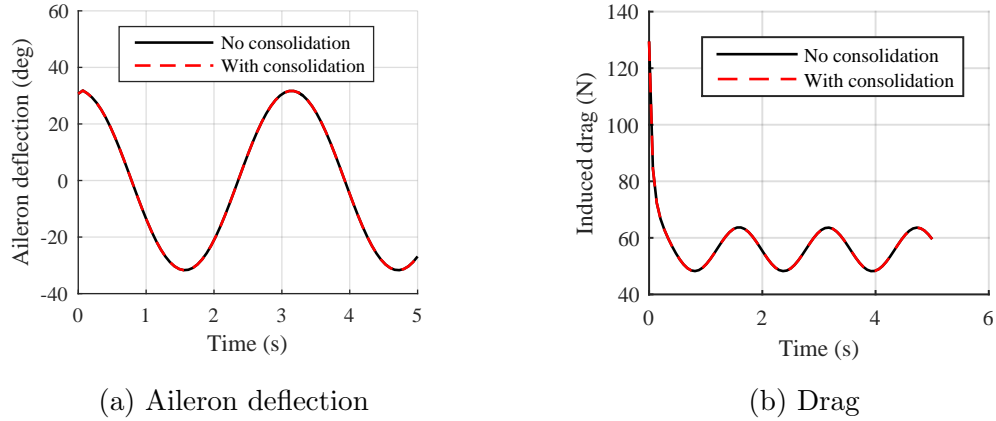 60
40
20
0
-20
-40
Aileron deflection (deg)
No consolidation
With consolidation
0 1 2 3 4 5
Time (s)
(a) Aileron deflection
140
120
100
80
60
40
Induced drag (N)
No consolidation
With consolidation
0 2 4 6
Time (s)
(b) Drag